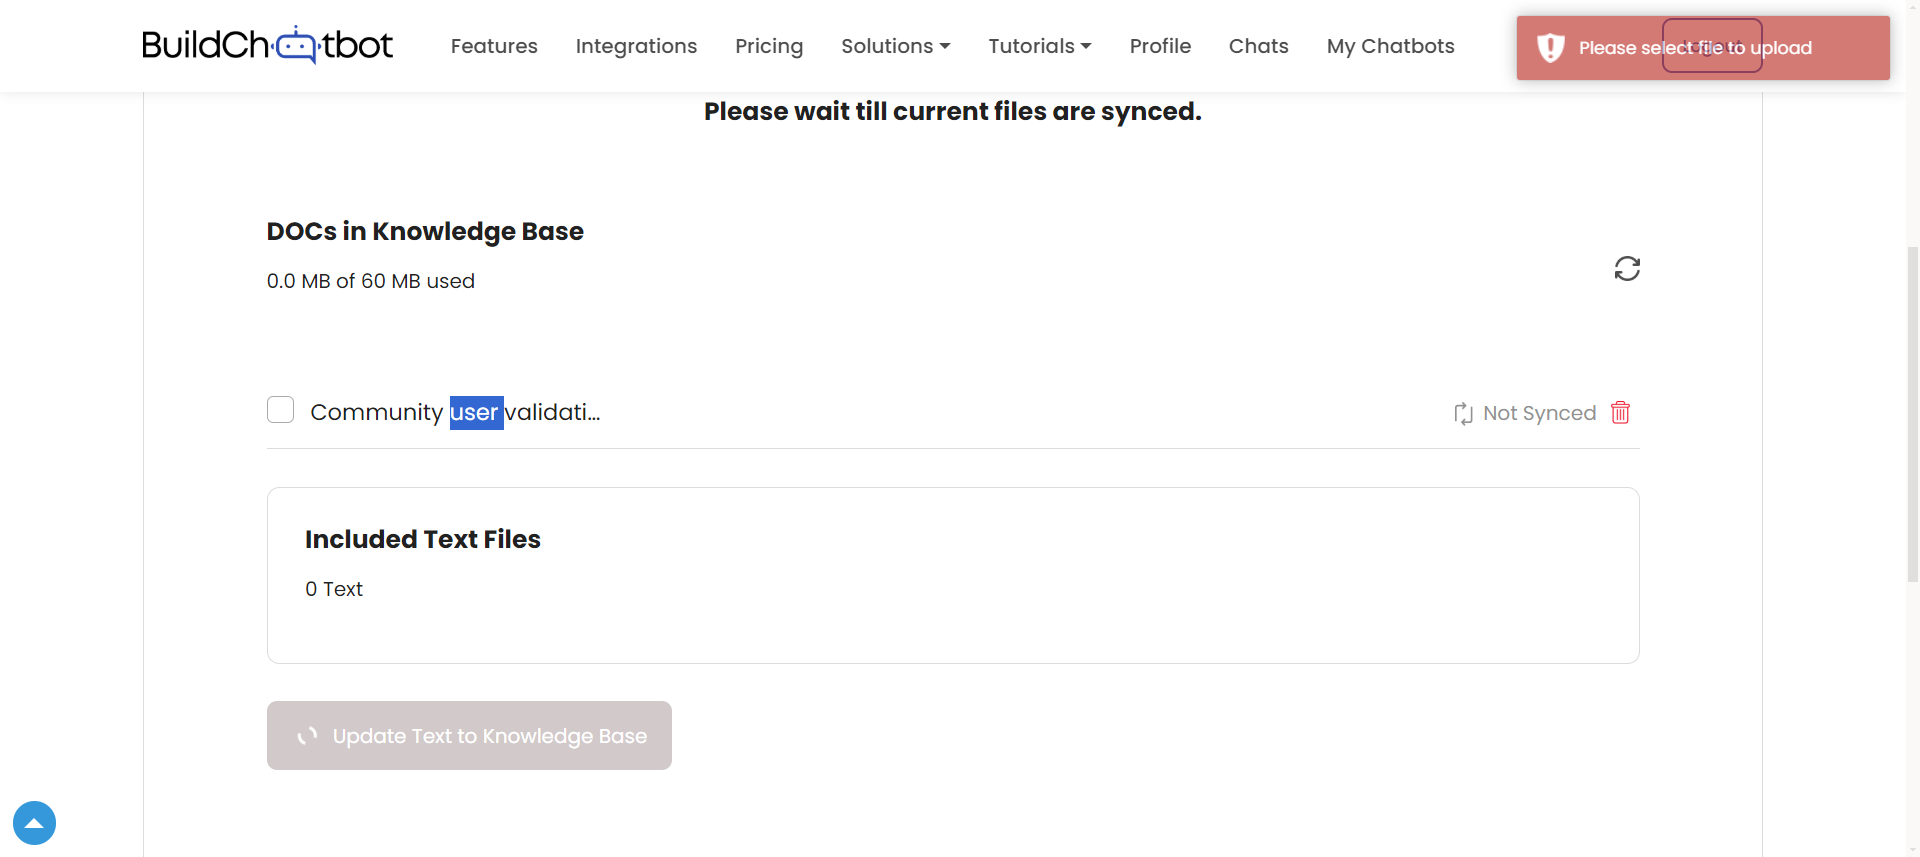 BuildChatbot
Features Integrations Pricing Solutions Tutorials Profile Chats My Chatbots
Please select file to upload
Please wait till current files are synced.
DOCs in Knowledge Base
0.0 MB of 60 MB used
Community user validati...
Not Synced
Included Text Files
0 Text
Update Text to Knowledge Base